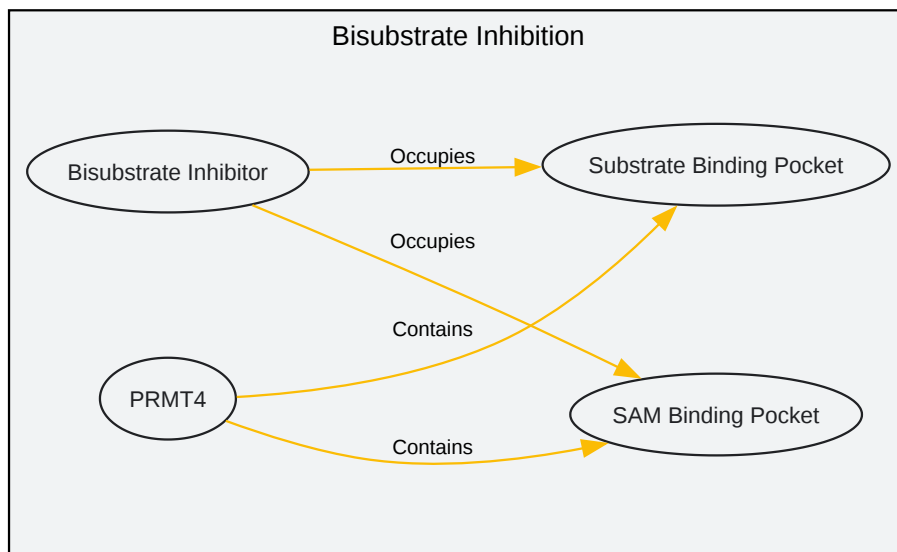 Bisubstrate Inhibition
Occupies
Bisubstrate Inhibitor
Substrate Binding Pocket
Occupies
Contains
PRMT4
SAM Binding Pocket
Contains